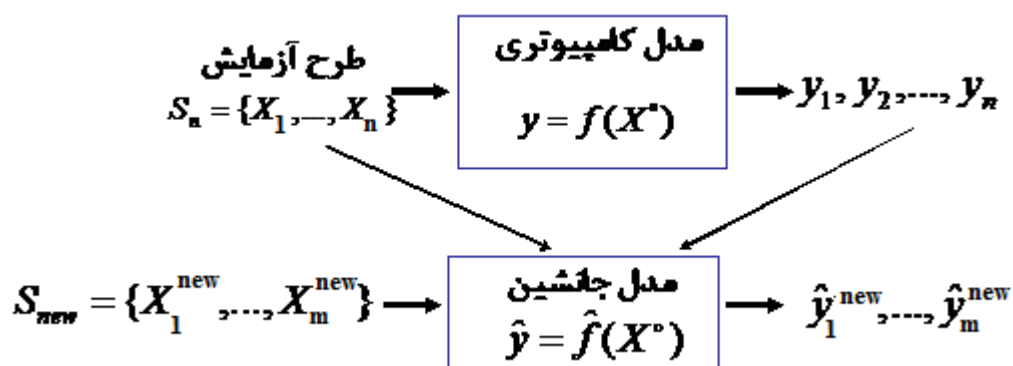 طرح آزمایش
S_n = {X_1,...,X_n}
مدل کامپیوتری
y = f(X°)
y_1, y_2,..., y_n
S_new = {X_1^new,...,X_m^new}
مدل جانشین
ŷ = f̂(X°)
ŷ_1^new,...,ŷ_m^new